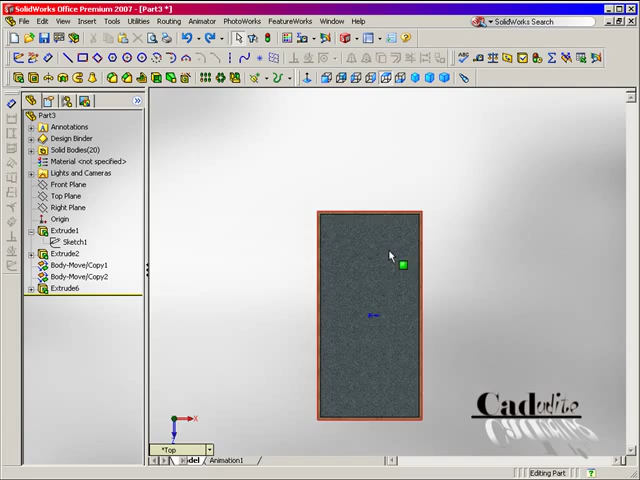 SolidWorks Office Premium 2007 - [Part3 *]
File Edit View Insert Tools Utilities Routing Animator PhotoWorks FeatureWorks Window Help SolidWorks Search
Part3
Annotations
Design Binder
Solid Bodies(20)
Material <not specified>
Lights and Cameras
Front Plane
Top Plane
Right Plane
Origin
Extrude1
Sketch1
Extrude2
Body-Move/Copy1
Body-Move/Copy2
Extrude6
X
Z
*Top
Animation1
Editing Part